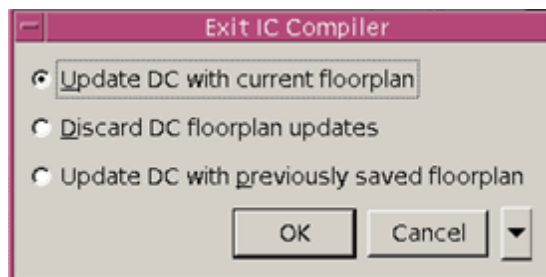 Exit IC Compiler
Update DC with current floorplan
Discard DC floorplan updates
Update DC with previously saved floorplan
OK Cancel